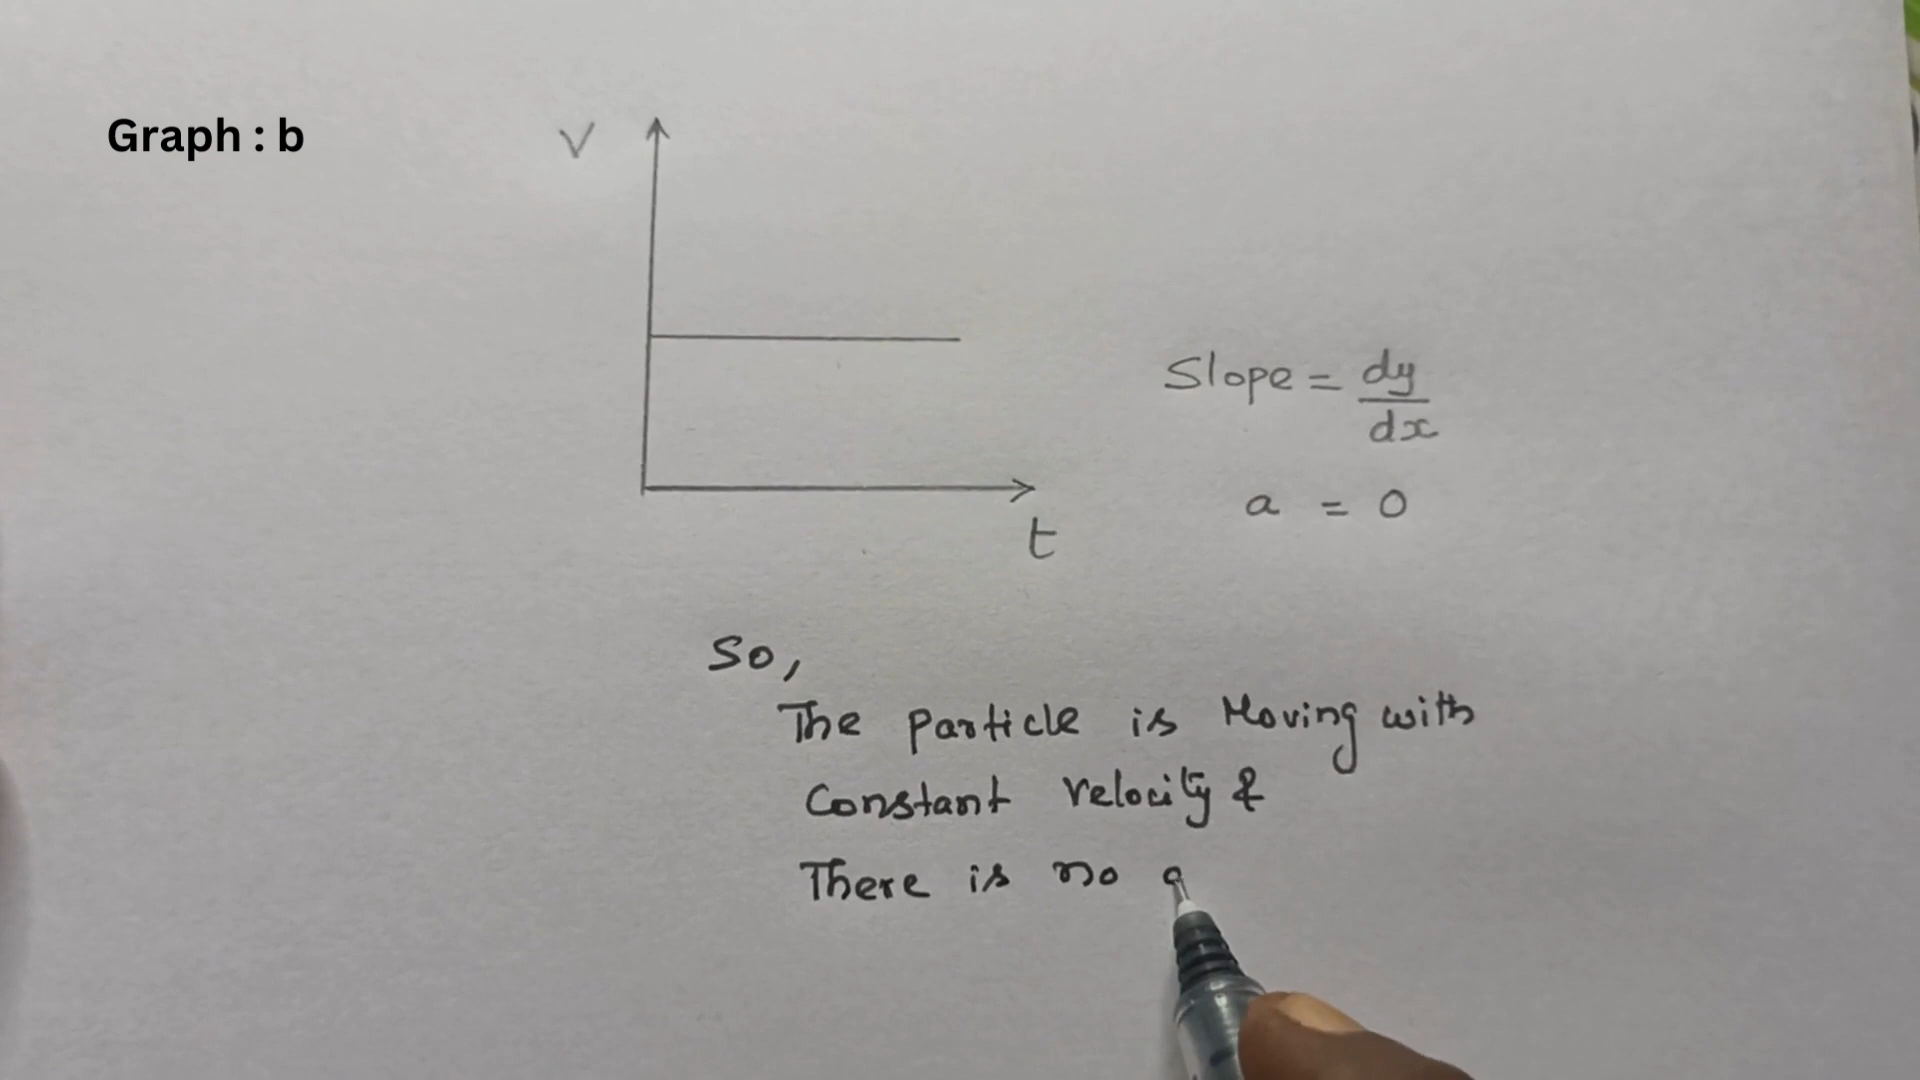 Graph : b
V
t
Slope = dy/dx
a = 0
So,
The particle is Moving with
Constant velocity &
There is no a